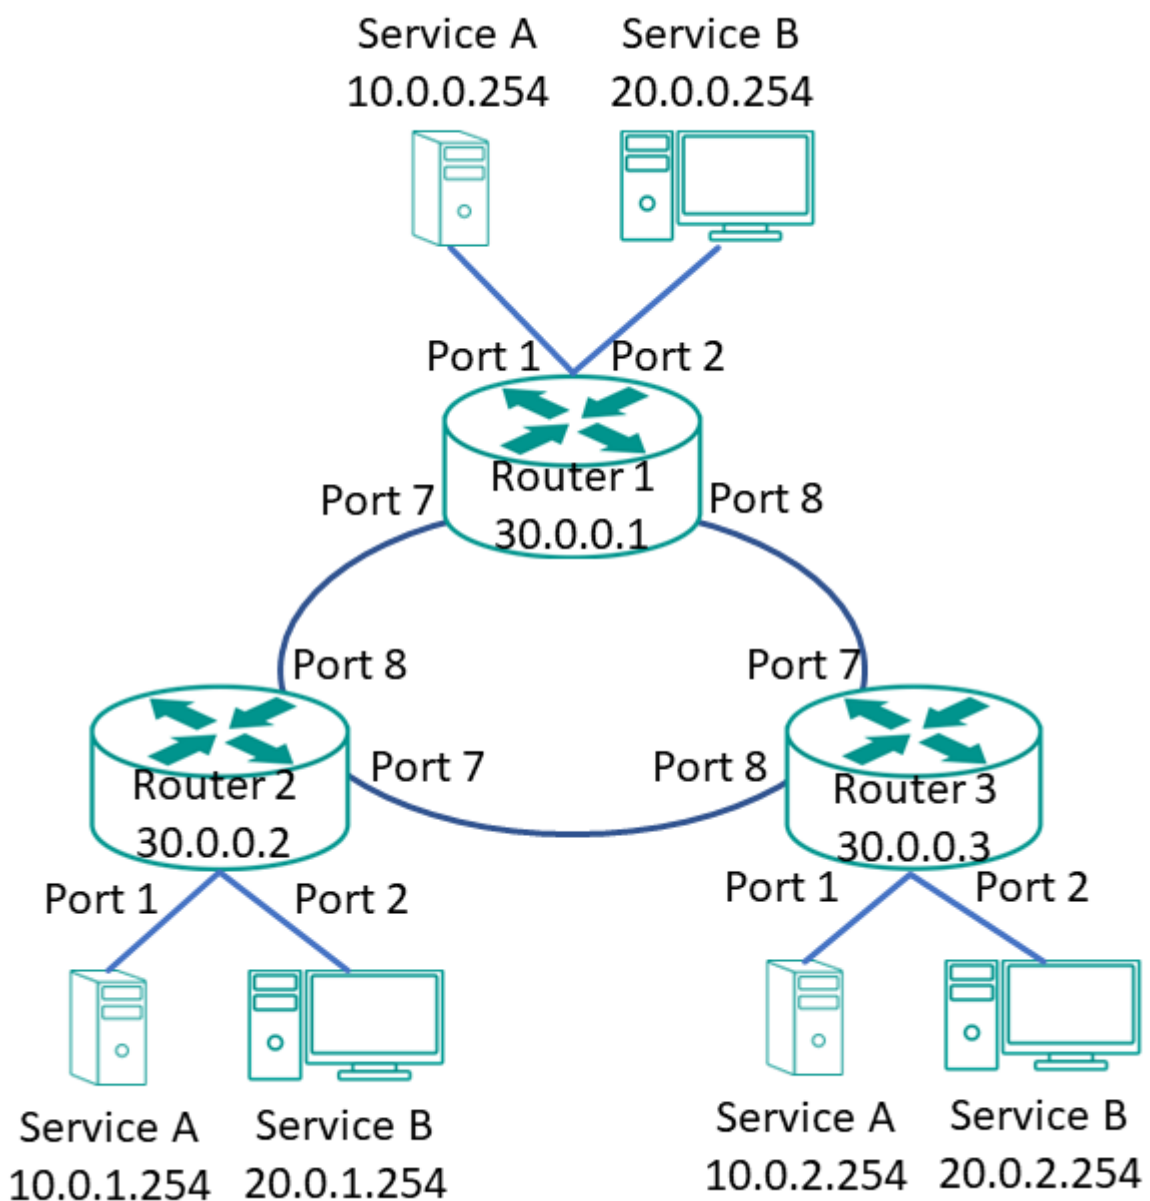 Service A
10.0.0.254
Service B
20.0.0.254
Port 1
Port 2
Router 1
30.0.0.1
Port 7
Port 8
Port 8
Port 7
Router 2
30.0.0.2
Port 7
Port 8
Router 3
30.0.0.3
Port 1
Port 2
Port 1
Port 2
Service A
10.0.1.254
Service B
20.0.1.254
Service A
10.0.2.254
Service B
20.0.2.254